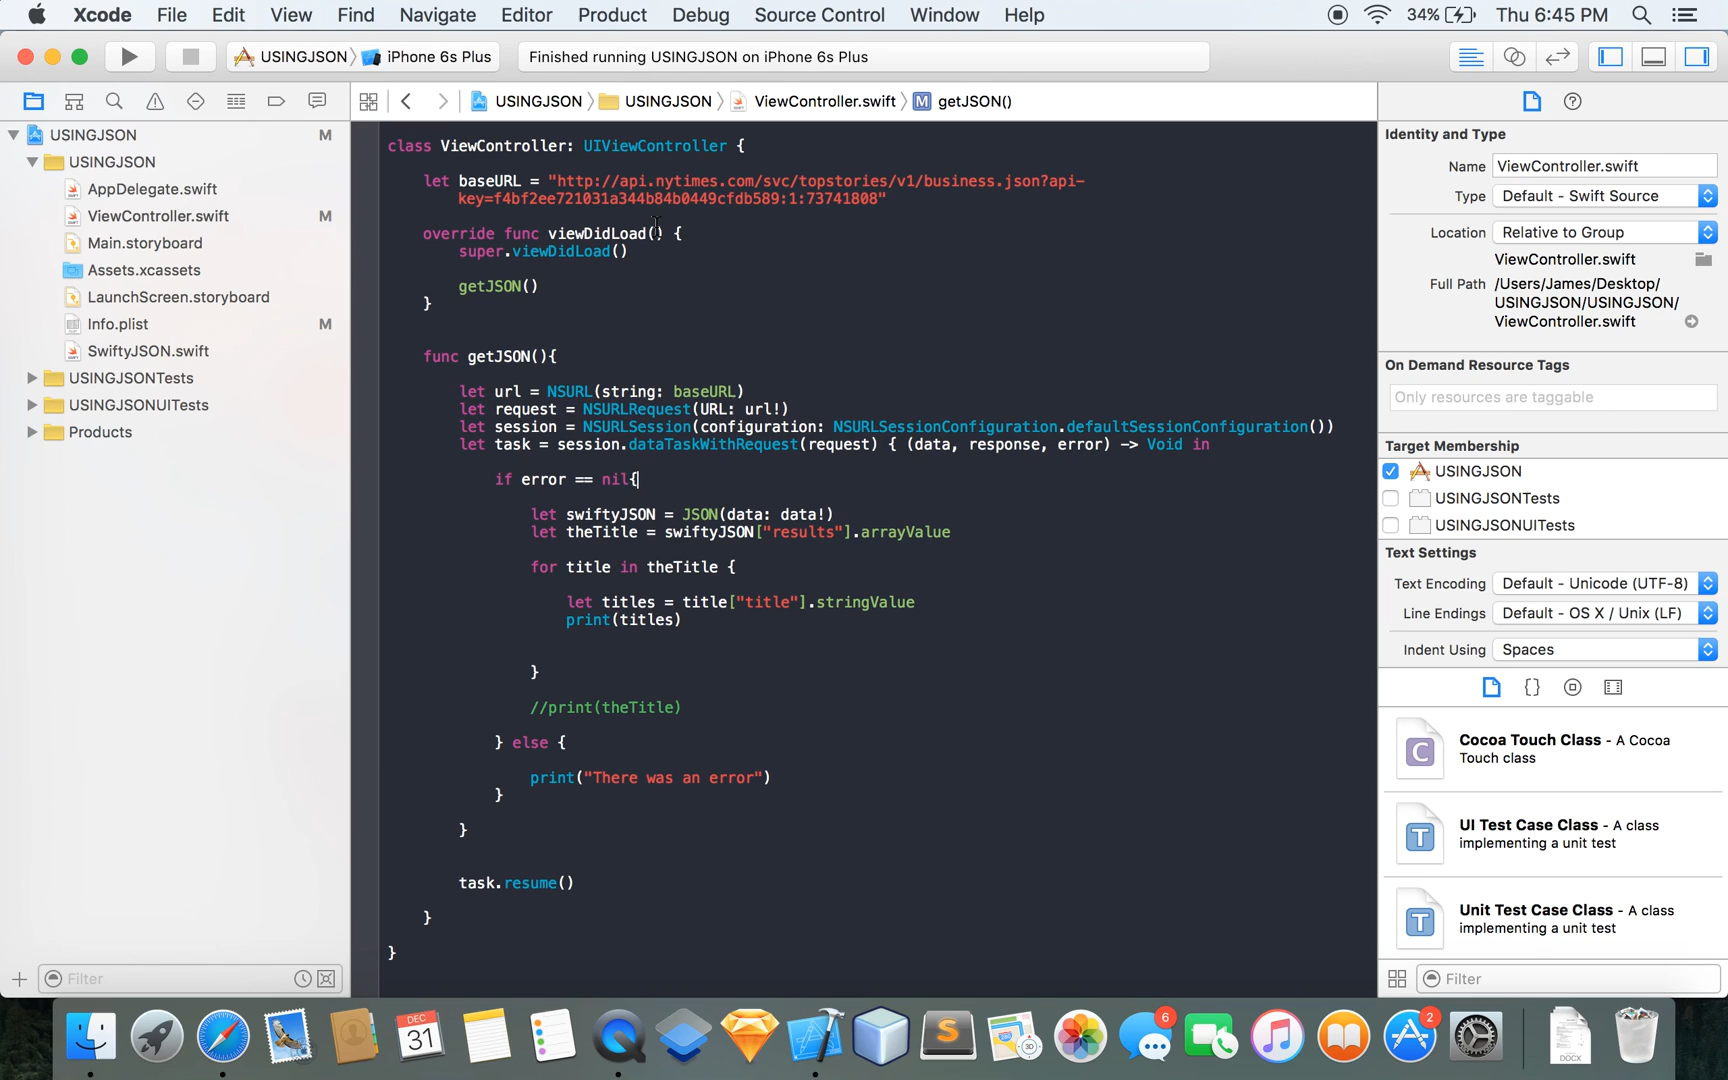 Xcode File Edit View Find Navigate Editor Product Debug Source Control Window Help 34% Thu 6:45 PM
USINGJSON iPhone 6s Plus Finished running USINGJSON on iPhone 6s Plus
USINGJSON USINGJSON ViewController.swift M getJSON()
USINGJSON M
USINGJSON
AppDelegate.swift
ViewController.swift M
Main.storyboard
Assets.xcassets
LaunchScreen.storyboard
Info.plist M
SwiftyJSON.swift
USINGJSONTests
USINGJSONUITests
Products
Filter
class ViewController: UIViewController {
let baseURL = "http://api.nytimes.com/svc/topstories/v1/business.json?api-
key=f4bf2ee721031a344b84b0449cfdb589:1:73741808"
override func viewDidLoad() {
super.viewDidLoad()
getJSON()
}
func getJSON(){
let url = NSURL(string: baseURL)
let request = NSURLRequest(URL: url!)
let session = NSURLSession(configuration: NSURLSessionConfiguration.defaultSessionConfiguration())
let task = session.dataTaskWithRequest(request) { (data, response, error) -> Void in
if error == nil{
let swiftyJSON = JSON(data: data!)
let theTitle = swiftyJSON["results"].arrayValue
for title in theTitle {
let titles = title["title"].stringValue
print(titles)
}
//print(theTitle)
} else {
print("There was an error")
}
}
task.resume()
}
}
Identity and Type
Name ViewController.swift
Type Default - Swift Source
Location Relative to Group
ViewController.swift
Full Path /Users/James/Desktop/
USINGJSON/USINGJSON/
ViewController.swift
On Demand Resource Tags
Only resources are taggable
Target Membership
USINGJSON
USINGJSONTests
USINGJSONUITests
Text Settings
Text Encoding Default - Unicode (UTF-8)
Line Endings Default - OS X / Unix (LF)
Indent Using Spaces
{}
C
Cocoa Touch Class - A Cocoa
Touch class
T
UI Test Case Class - A class
implementing a unit test
T
Unit Test Case Class - A class
implementing a unit test
Filter
DEC
31
S
3D
6
2
DOCX